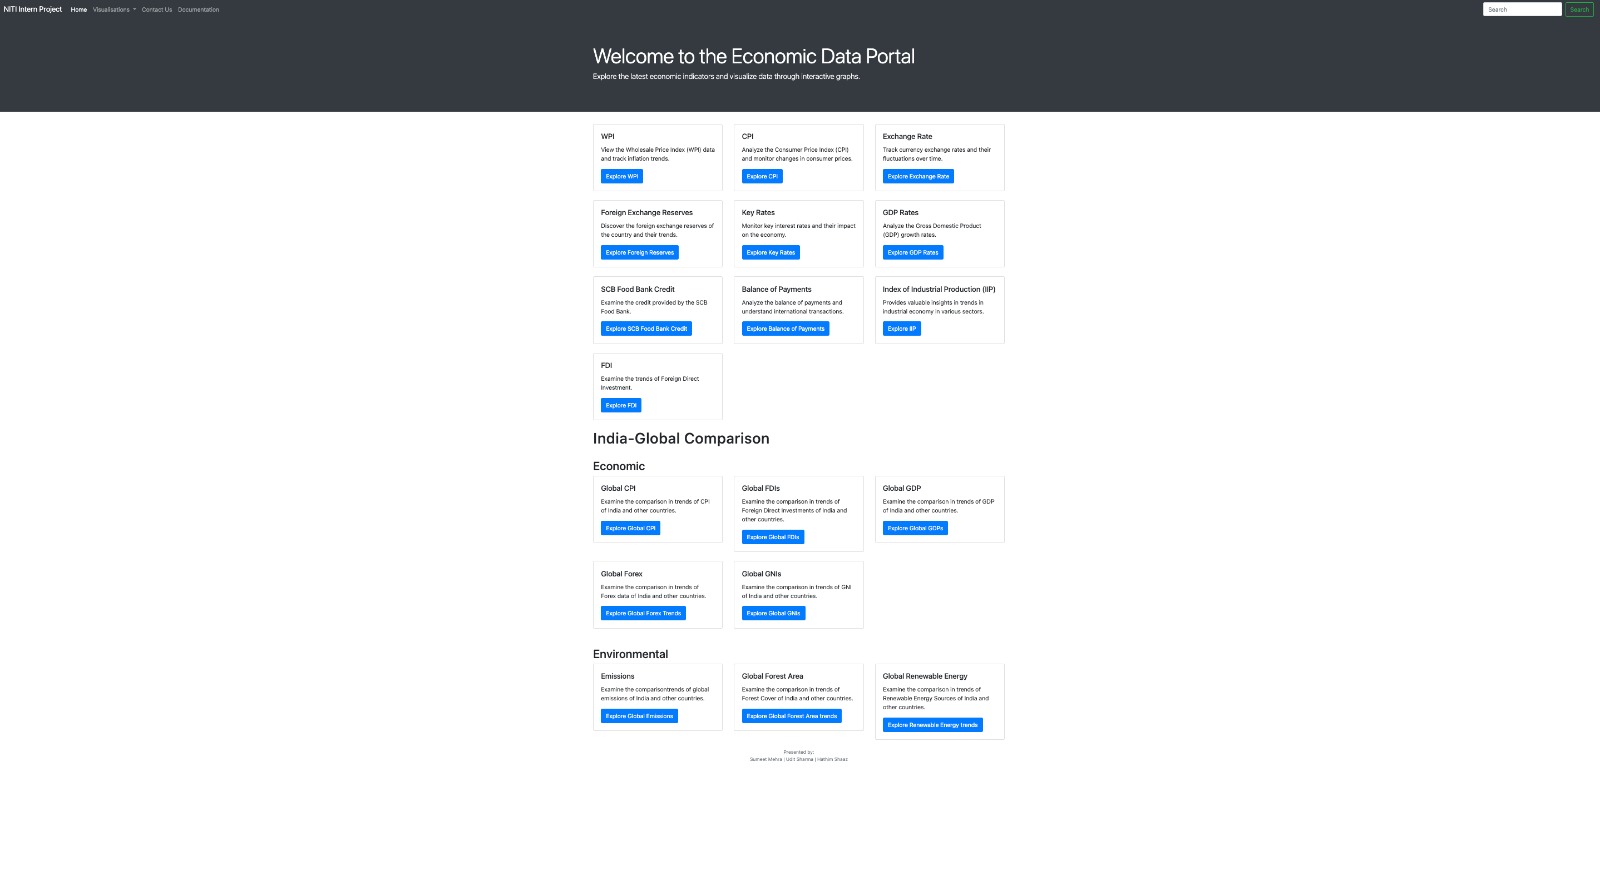 NITI Intern Project Home Visualisations Contact Us Documentation Search Search
Welcome to the Economic Data Portal
Explore the latest economic indicators and visualize data through interactive graphs.
WPI
View the Wholesale Price Index (WPI) data
and track inflation trends.
Explore WPI
CPI
Analyze the Consumer Price Index (CPI)
and monitor changes in consumer prices.
Explore CPI
Exchange Rate
Track currency exchange rates and their
fluctuations over time.
Explore Exchange Rate
Foreign Exchange Reserves
Discover the foreign exchange reserves of
the country and their trends.
Explore Foreign Reserves
Key Rates
Monitor key interest rates and their impact
on the economy.
Explore Key Rates
GDP Rates
Analyze the Gross Domestic Product
(GDP) growth rates.
Explore GDP Rates
SCB Food Bank Credit
Examine the credit provided by the SCB
Food Bank.
Explore SCB Food Bank Credit
Balance of Payments
Analyze the balance of payments and
understand international transactions.
Explore Balance of Payments
Index of Industrial Production (IIP)
Provides valuable insights in trends in
industrial economy in various sectors.
Explore IIP
FDI
Examine the trends of Foreign Direct
Investment.
Explore FDI
India-Global Comparison
Economic
Global CPI
Examine the comparison in trends of CPI
of India and other countries.
Explore Global CPI
Global FDIs
Examine the comparison in trends of
Foreign Direct Investments of India and
other countries.
Explore Global FDIs
Global GDP
Examine the comparison in trends of GDP
of India and other countries.
Explore Global GDPs
Global Forex
Examine the comparison in trends of
Forex data of India and other countries.
Explore Global Forex Trends
Global GNIs
Examine the comparison in trends of GNI
of India and other countries.
Explore Global GNIs
Environmental
Emissions
Examine the comparisontrends of global
emissions of India and other countries.
Explore Global Emissions
Global Forest Area
Examine the comparison in trends of
Forest Cover of India and other countries.
Explore Global Forest Area trends
Global Renewable Energy
Examine the comparison in trends of
Renewable Energy Sources of India and
other countries.
Explore Renewable Energy trends
Presented by:
Mehra | Udit Sharma |